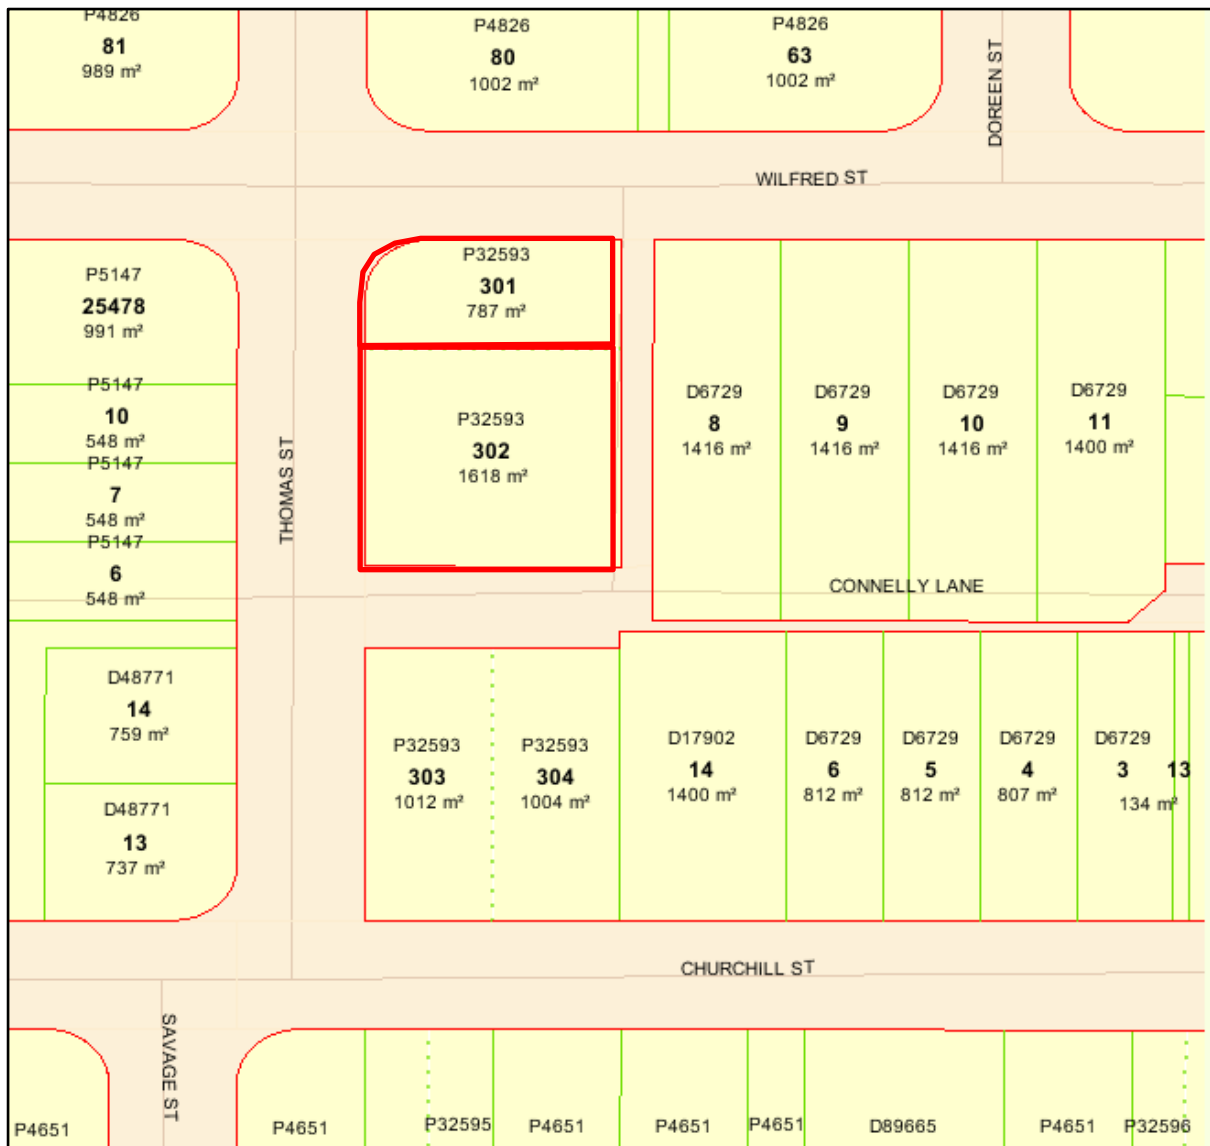 P4826
81
989 m²
P4826
80
1002 m²
P4826
63
1002 m²
DOREEN ST
WILFRED ST
P5147
25478
991 m²
P32593
301
787 m²
P5147
10
548 m²
P5147
7
548 m²
P5147
6
548 m²
THOMAS ST
P32593
302
1618 m²
D6729
8
1416 m²
D6729
9
1416 m²
D6729
10
1416 m²
D6729
11
1400 m²
CONNELLY LANE
D48771
14
759 m²
D48771
13
737 m²
P32593
303
1012 m²
P32593
304
1004 m²
D17902
14
1400 m²
D6729
6
812 m²
D6729
5
812 m²
D6729
4
807 m²
D6729
3
13
134 m²
CHURCHILL ST
SAVAGE ST
P4651
P4651
P32595
P4651
P4651
P4651
D89665
P4651
P32596